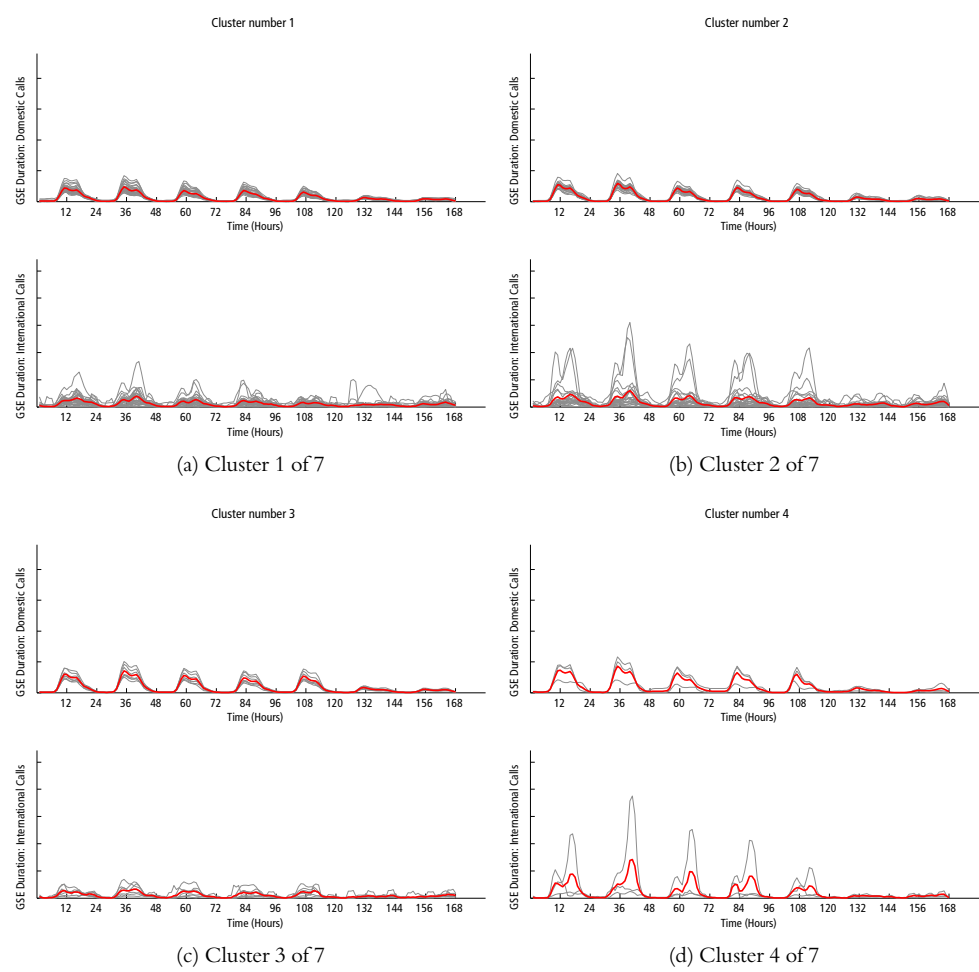 Cluster number 1
GSE Duration: Domestic Calls
12 24 36 48 60 72 84 96 108 120 132 144 156 168
Time (Hours)
GSE Duration: International Calls
12 24 36 48 60 72 84 96 108 120 132 144 156 168
Time (Hours)
(a) Cluster 1 of 7
Cluster number 2
GSE Duration: Domestic Calls
12 24 36 48 60 72 84 96 108 120 132 144 156 168
Time (Hours)
GSE Duration: International Calls
12 24 36 48 60 72 84 96 108 120 132 144 156 168
Time (Hours)
(b) Cluster 2 of 7
Cluster number 3
GSE Duration: Domestic Calls
12 24 36 48 60 72 84 96 108 120 132 144 156 168
Time (Hours)
GSE Duration: International Calls
12 24 36 48 60 72 84 96 108 120 132 144 156 168
Time (Hours)
(c) Cluster 3 of 7
Cluster number 4
GSE Duration: Domestic Calls
12 24 36 48 60 72 84 96 108 120 132 144 156 168
Time (Hours)
GSE Duration: International Calls
12 24 36 48 60 72 84 96 108 120 132 144 156 168
Time (Hours)
(d) Cluster 4 of 7